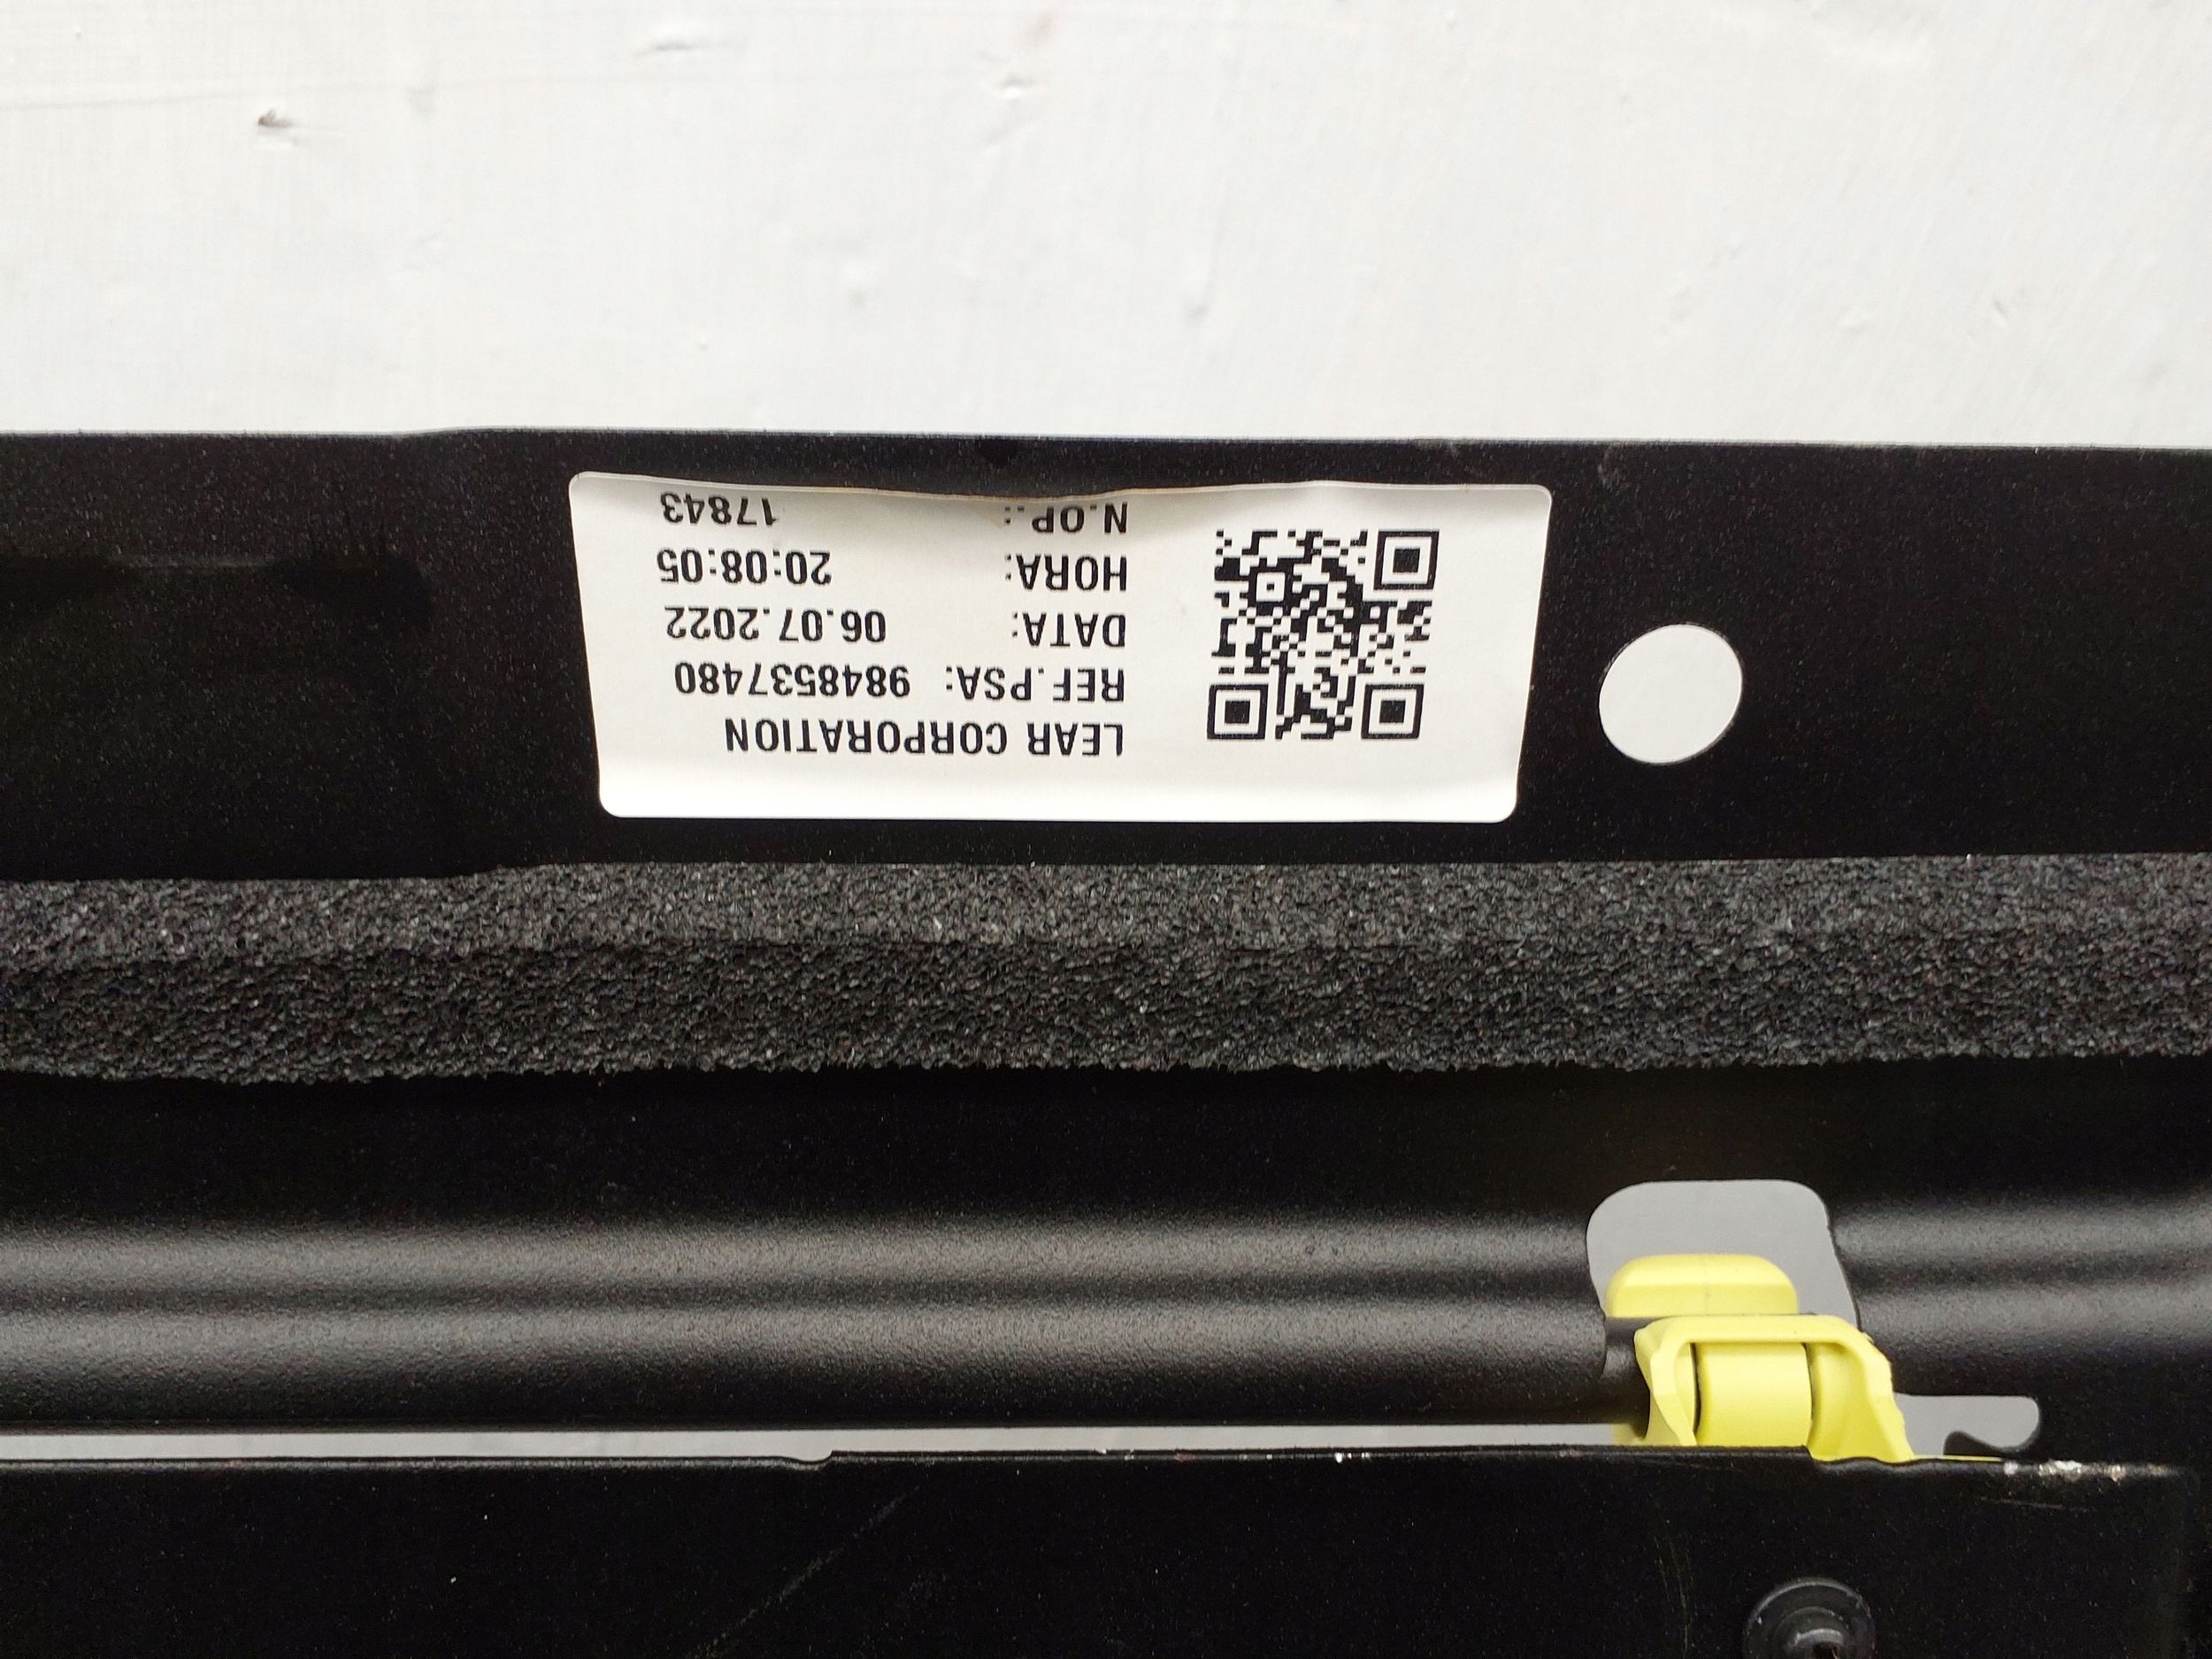 LEAR CORPORATION
REF.PSA: 9848537480
DATA: 06.07.2022
HORA: 20:08:05
N.OP.: 17843